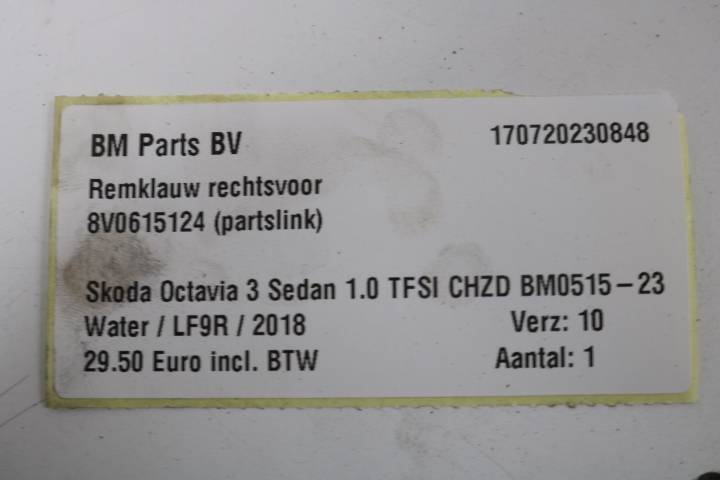 BM Parts BV 170720230848
Remklauw rechtsvoor
8V0615124 (partslink)
Skoda Octavia 3 Sedan 1.0 TFSI CHZD BM0515-23
Water / LF9R / 2018 Verz: 10
29.50 Euro incl. BTW Aantal: 1